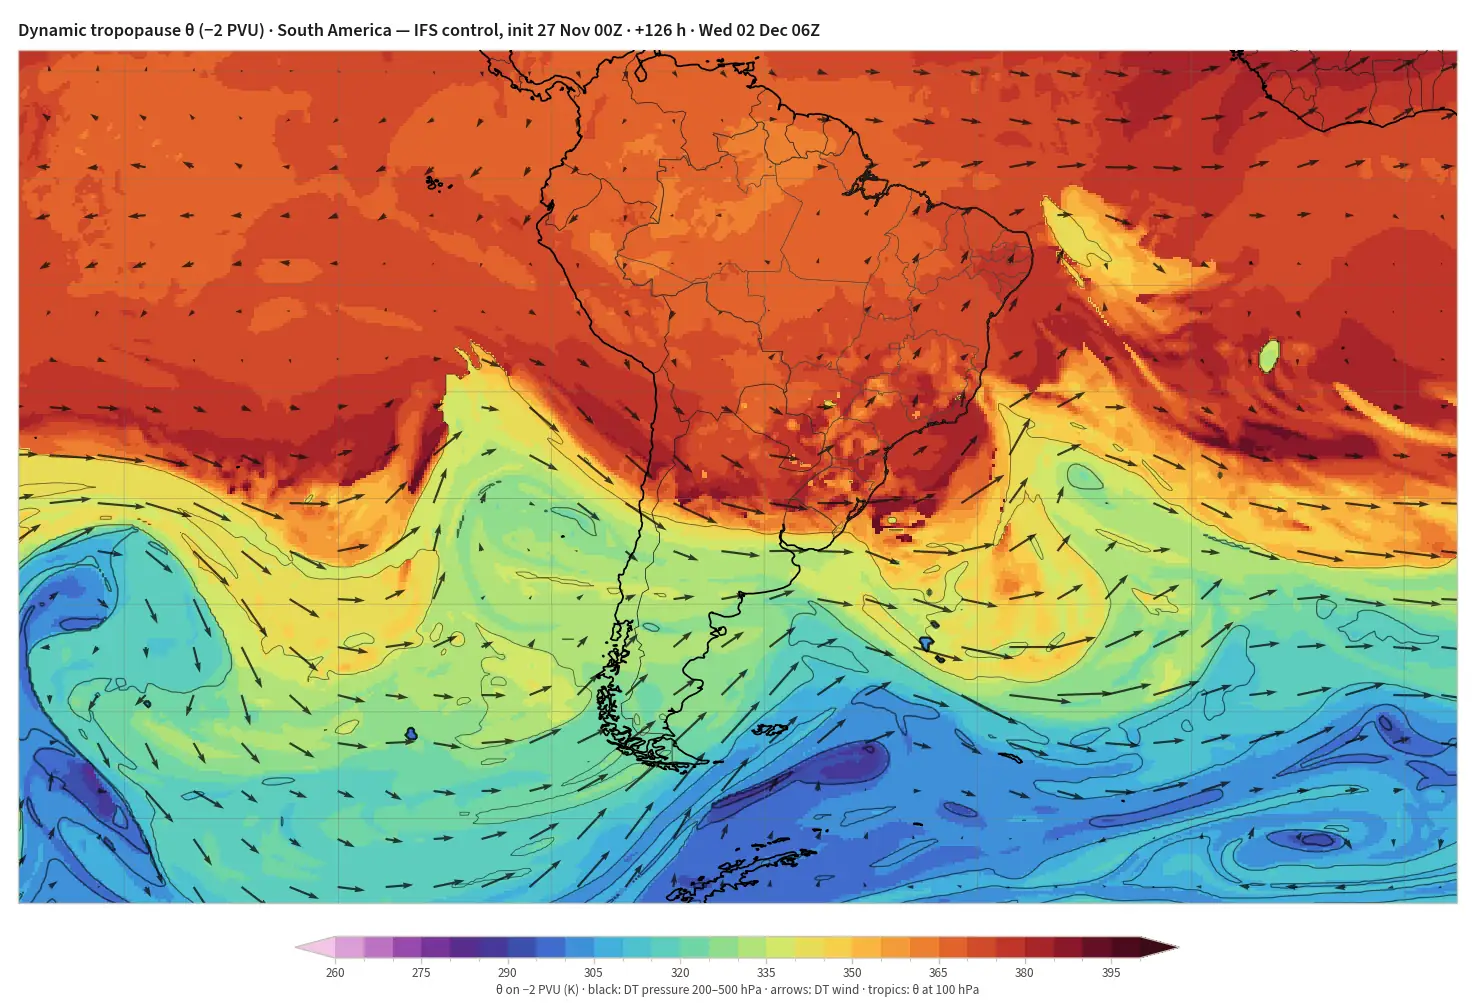 Dynamic tropopause θ (−2 PVU) · South America — IFS control, init 27 Nov 00Z · +126 h · Wed 02 Dec 06Z
260 275 290 305 320 335 350 365 380 395
θ on −2 PVU (K) · black: DT pressure 200–500 hPa · arrows: DT wind · tropics: θ at 100 hPa